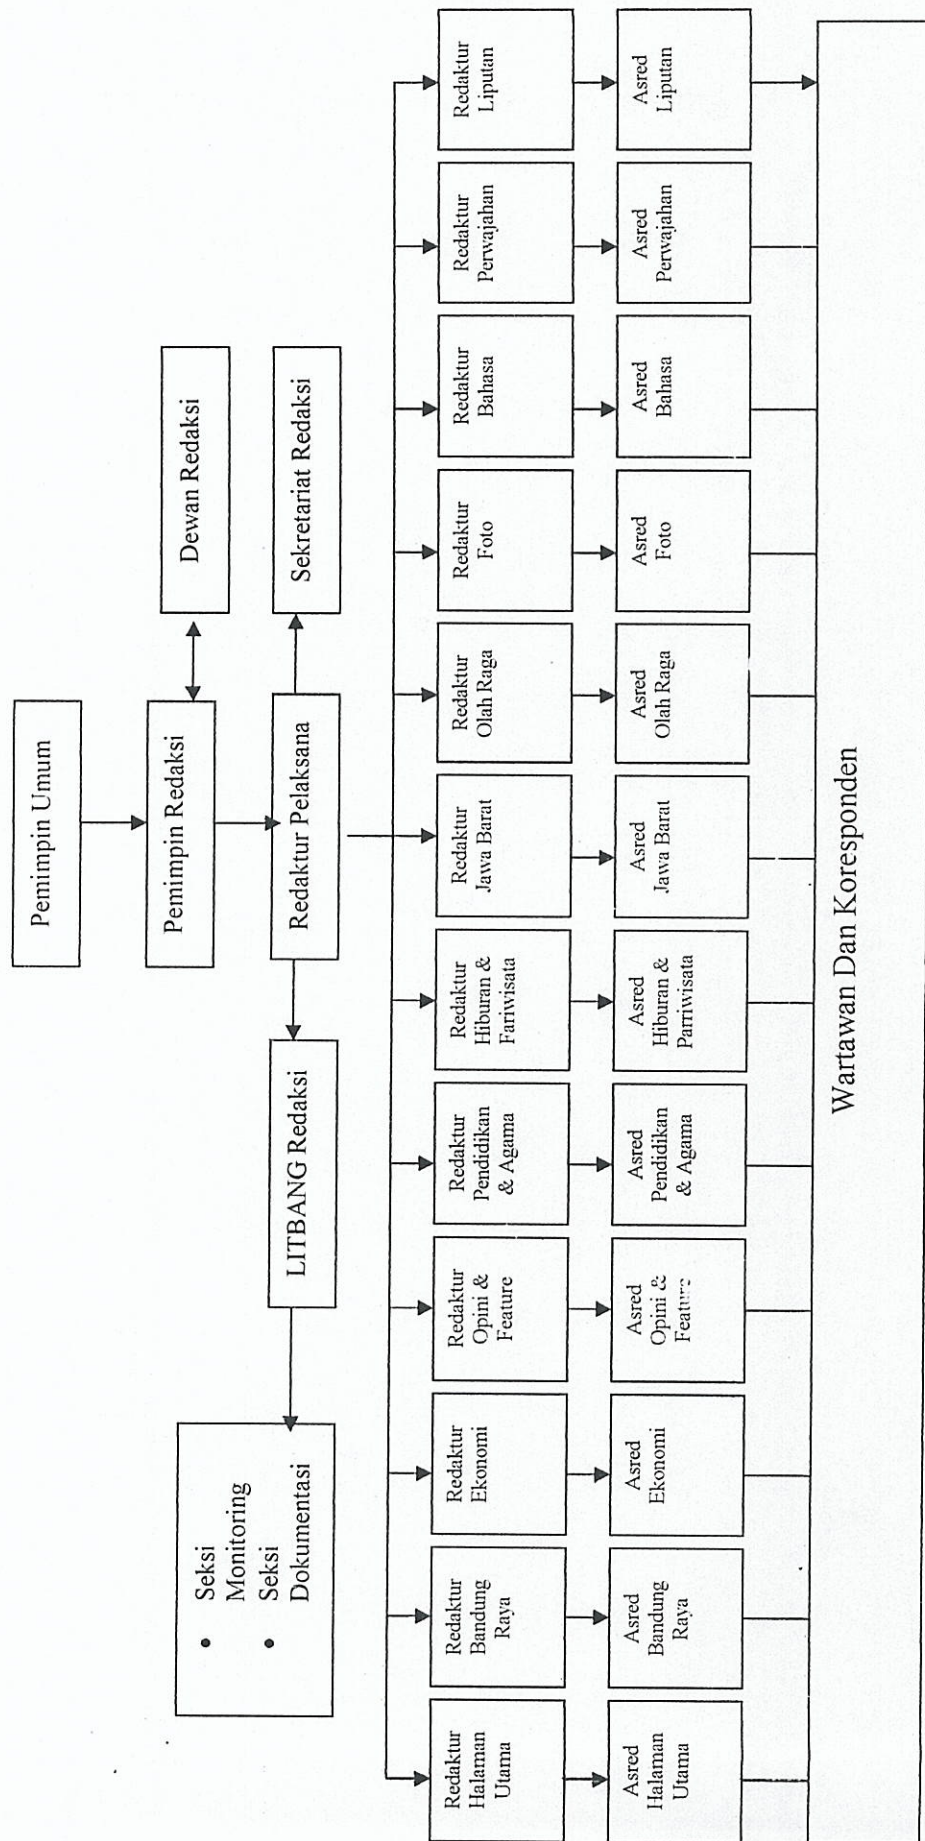 Pemimpin Umum
Pemimpin Redaksi
Dewan Redaksi
Redaktur Pelaksana
Sekretariat Redaksi
LITBANG Redaksi
• Seksi
Monitoring
• Seksi
Dokumentasi
Redaktur
Halaman
Utama
Redaktur
Bandung
Raya
Redaktur
Ekonomi
Redaktur
Opini &
Feature
Redaktur
Pendidikan
& Agama
Redaktur
Hiburan &
Fariwisata
Redaktur
Jawa Barat
Redaktur
Olah Raga
Redaktur
Foto
Redaktur
Bahasa
Redaktur
Perwajahan
Redaktur
Liputan
Asred
Halaman
Utama
Asred
Bandung
Raya
Asred
Ekonomi
Asred
Opini &
Feature
Asred
Pendidikan
& Agama
Asred
Hiburan &
Parriwisata
Asred
Jawa Barat
Asred
Olah Raga
Asred
Foto
Asred
Bahasa
Asred
Perwajahan
Asred
Liputan
Wartawan Dan Koresponden